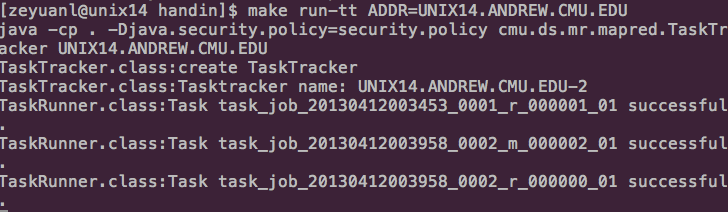 [zeyuanl@unix14 handin]$ make run-tt ADDR=UNIX14.ANDREW.CMU.EDU
java -cp . -Djava.security.policy=security.policy cmu.ds.mr.mapred.TaskTr
acker UNIX14.ANDREW.CMU.EDU
TaskTracker.class:create TaskTracker
TaskTracker.class:Tasktracker name: UNIX14.ANDREW.CMU.EDU-2
TaskRunner.class:Task task_job_20130412003453_0001_r_000001_01 successful
.
TaskRunner.class:Task task_job_20130412003958_0002_m_000002_01 successful
.
TaskRunner.class:Task task_job_20130412003958_0002_r_000000_01 successful
.